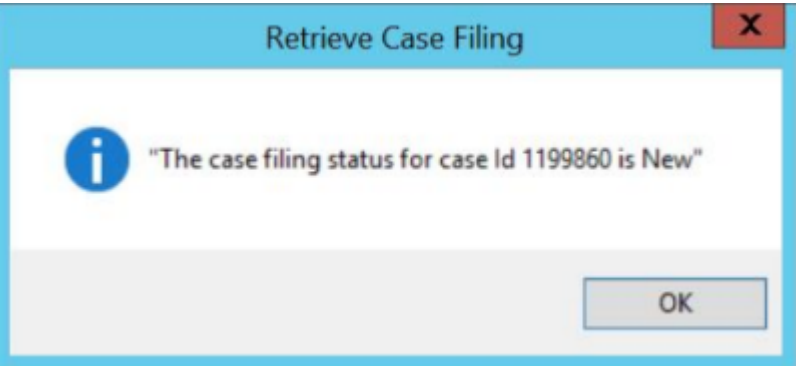 Retrieve Case Filing
X
"The case filing status for case Id 1199860 is New"
OK